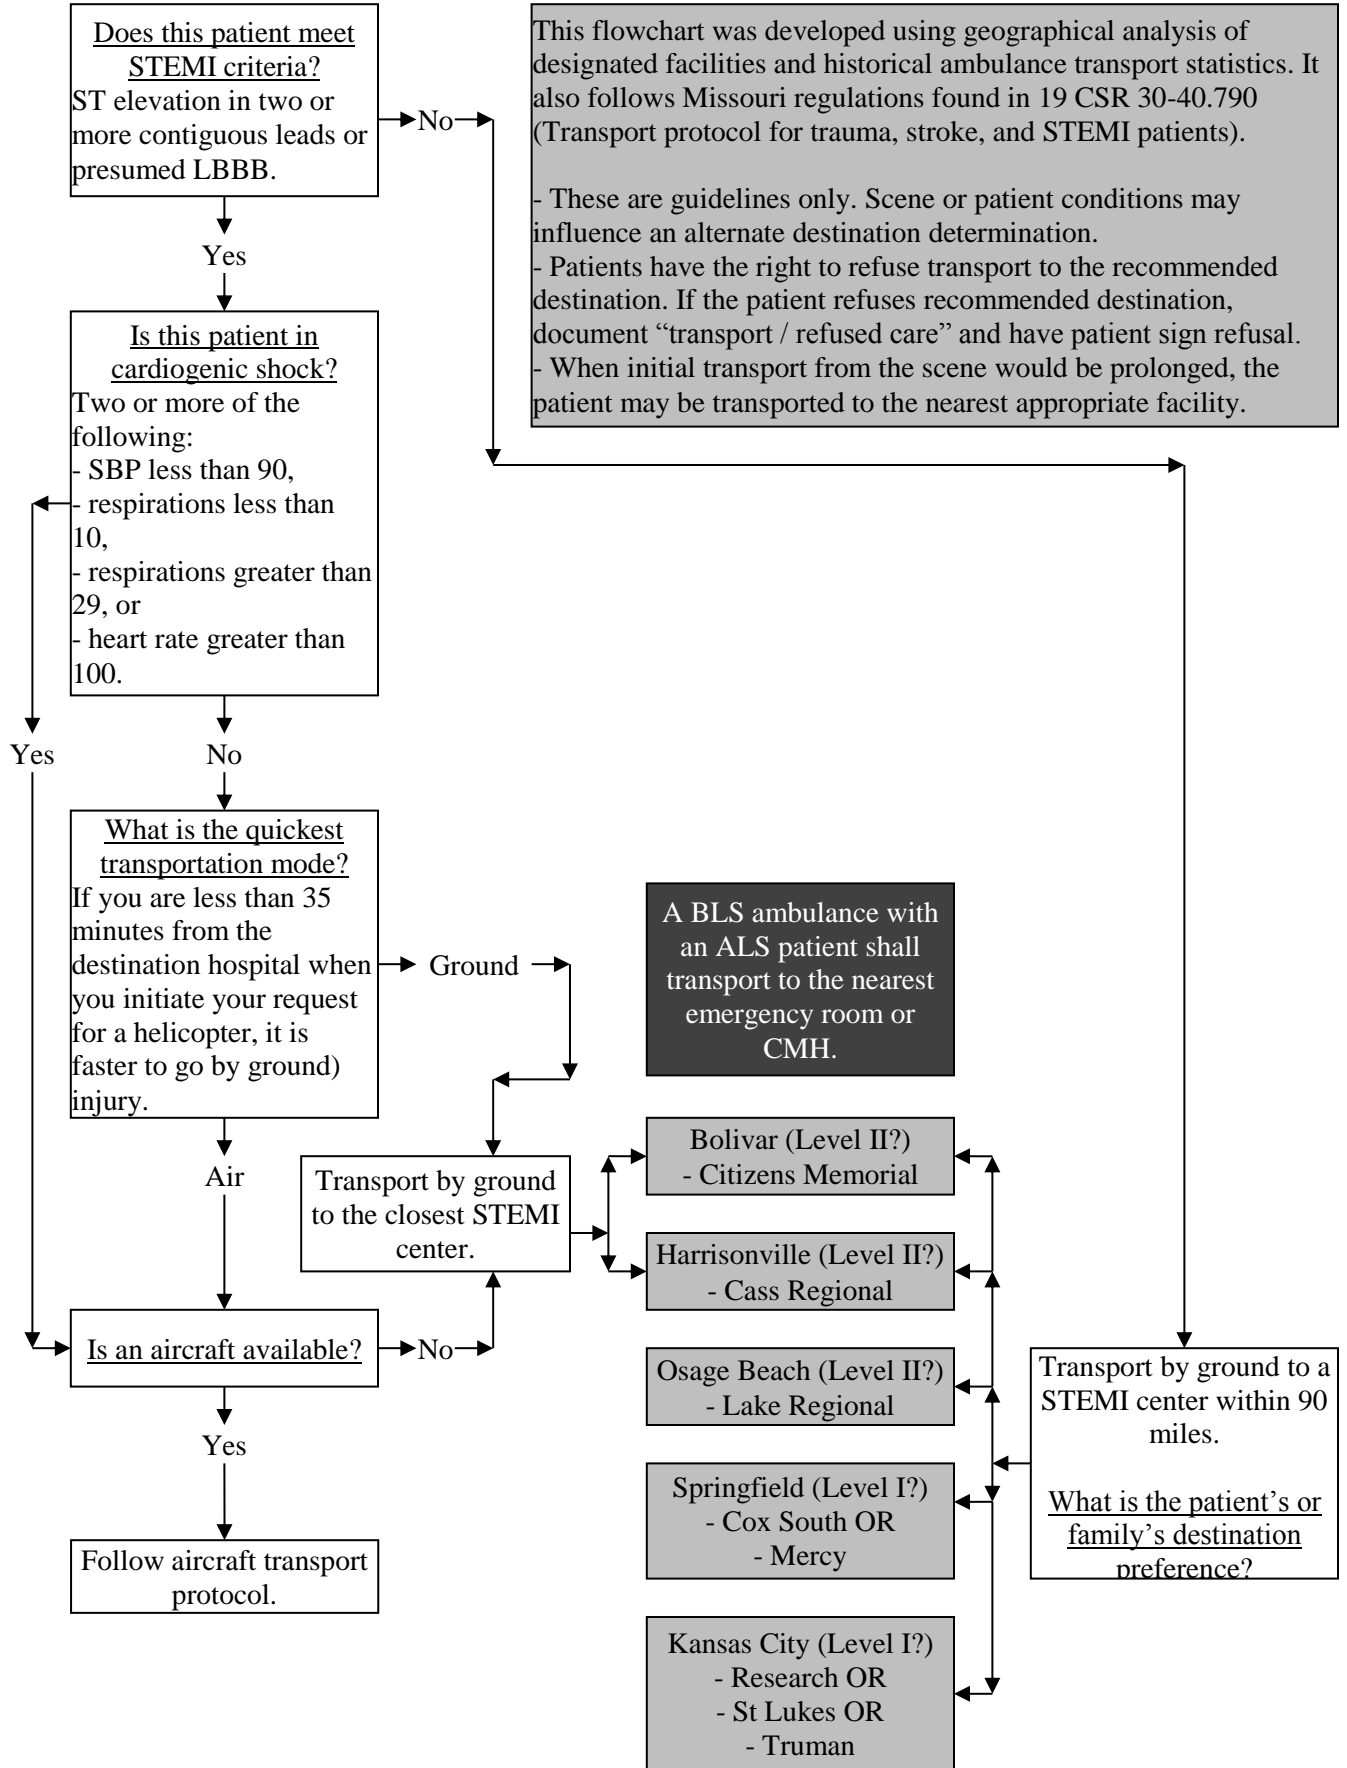 Does this patient meet
STEMI criteria?
ST elevation in two or
more contiguous leads or
presumed LBBB.
No
This flowchart was developed using geographical analysis of
designated facilities and historical ambulance transport statistics. It
also follows Missouri regulations found in 19 CSR 30-40.790
(Transport protocol for trauma, stroke, and STEMI patients).
- These are guidelines only. Scene or patient conditions may
influence an alternate destination determination.
- Patients have the right to refuse transport to the recommended
destination. If the patient refuses recommended destination,
document “transport / refused care” and have patient sign refusal.
- When initial transport from the scene would be prolonged, the
patient may be transported to the nearest appropriate facility.
Yes
Is this patient in
cardiogenic shock?
Two or more of the
following:
- SBP less than 90,
- respirations less than
10,
- respirations greater than
29, or
- heart rate greater than
100.
Yes
No
What is the quickest
transportation mode?
If you are less than 35
minutes from the
destination hospital when
you initiate your request
for a helicopter, it is
faster to go by ground)
injury.
Ground
A BLS ambulance with
an ALS patient shall
transport to the nearest
emergency room or
CMH.
Air
Transport by ground
to the closest STEMI
center.
Bolivar (Level II?)
- Citizens Memorial
Harrisonville (Level II?)
- Cass Regional
Is an aircraft available?
No
Osage Beach (Level II?)
- Lake Regional
Transport by ground to a
STEMI center within 90
miles.
What is the patient’s or
family’s destination
preference?
Yes
Springfield (Level I?)
- Cox South OR
- Mercy
Follow aircraft transport
protocol.
Kansas City (Level I?)
- Research OR
- St Lukes OR
- Truman